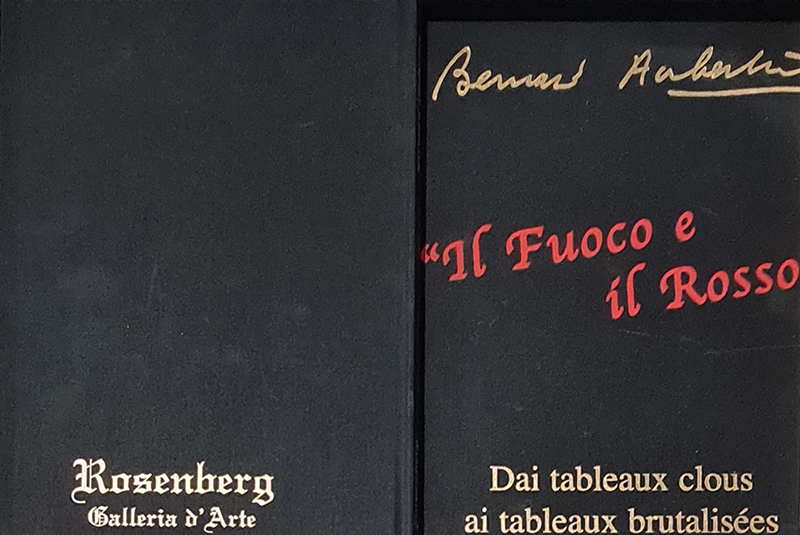 Bernard Aubertin
“Il Fuoco e
il Rosso
Dai tableaux clous
ai tableaux brutalisées
Rosenberg
Galleria d'Arte